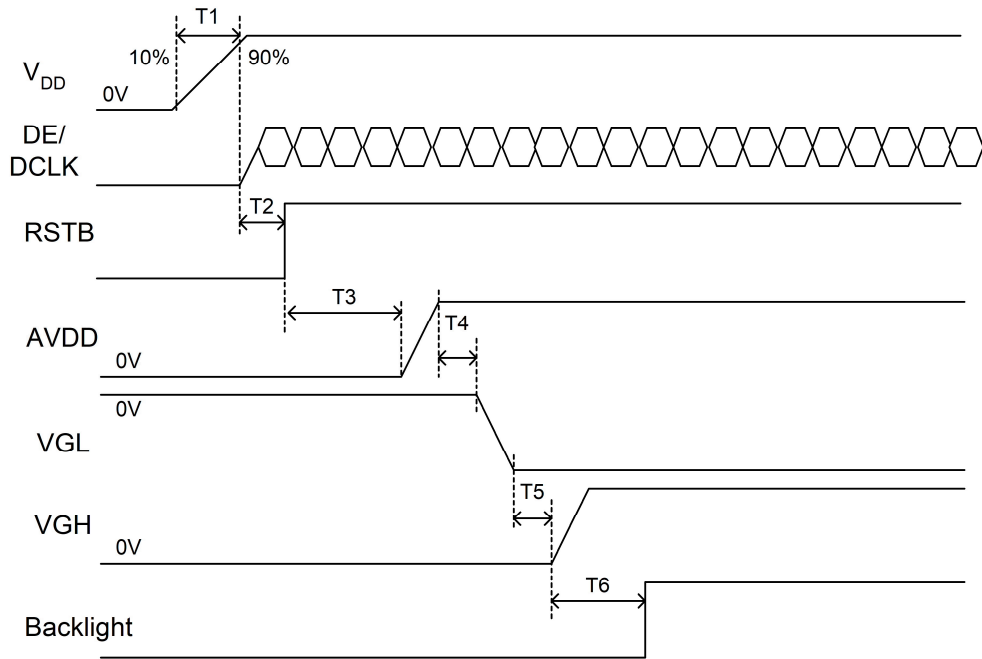 T1
10%
90%
VDD
0V
DE/
DCLK
T2
RSTB
T3
T4
AVDD
0V
0V
VGL
T5
VGH
0V
T6
Backlight